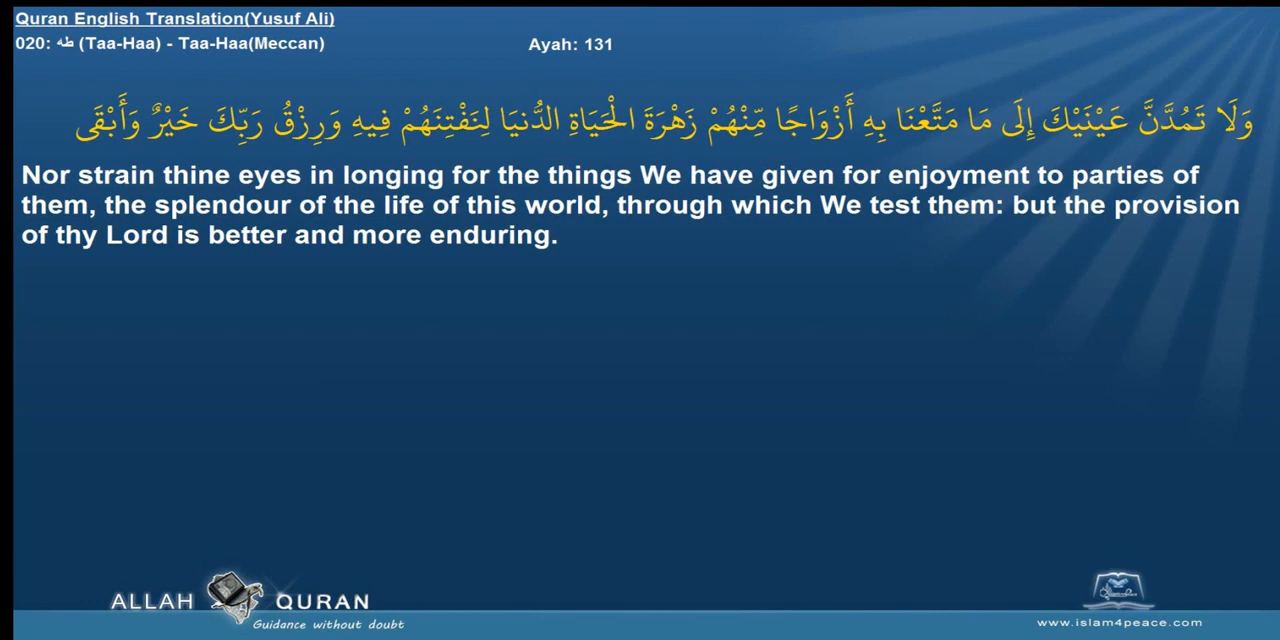 Quran English Translation(Yusuf Ali)
020: طه (Taa-Haa) - Taa-Haa(Meccan)
Ayah: 131
وَلَا تَمُدَّنَّ عَيْنَيْكَ إِلَى مَا مَتَّعْنَا بِهِ أَزْوَاجًا مِّنْهُمْ زَهْرَةَ الْحَيَاةِ الدُّنيَا لِنَفْتِنَهُمْ فِيهِ وَرِزْقُ رَبِّكَ خَيْرٌ وَأَبْقَى
Nor strain thine eyes in longing for the things We have given for enjoyment to parties of
them, the splendour of the life of this world, through which We test them: but the provision
of thy Lord is better and more enduring.
ALLAH QURAN
Guidance without doubt
www.islam4peace.com